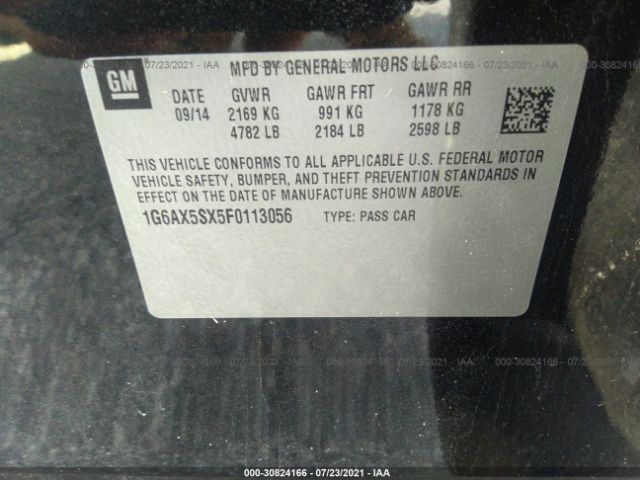 GM
MFD BY GENERAL MOTORS LLC
DATE GVWR GAWR FRT GAWR RR
09/14 2169 KG 991 KG 1178 KG
4782 LB 2184 LB 2598 LB
THIS VEHICLE CONFORMS TO ALL APPLICABLE U.S. FEDERAL MOTOR
VEHICLE SAFETY, BUMPER, AND THEFT PREVENTION STANDARDS IN
EFFECT ON THE DATE OF MANUFACTURE SHOWN ABOVE.
1G6AX5SX5F0113056 TYPE: PASS CAR
000-30824166 - 07/23/2021 - IAA